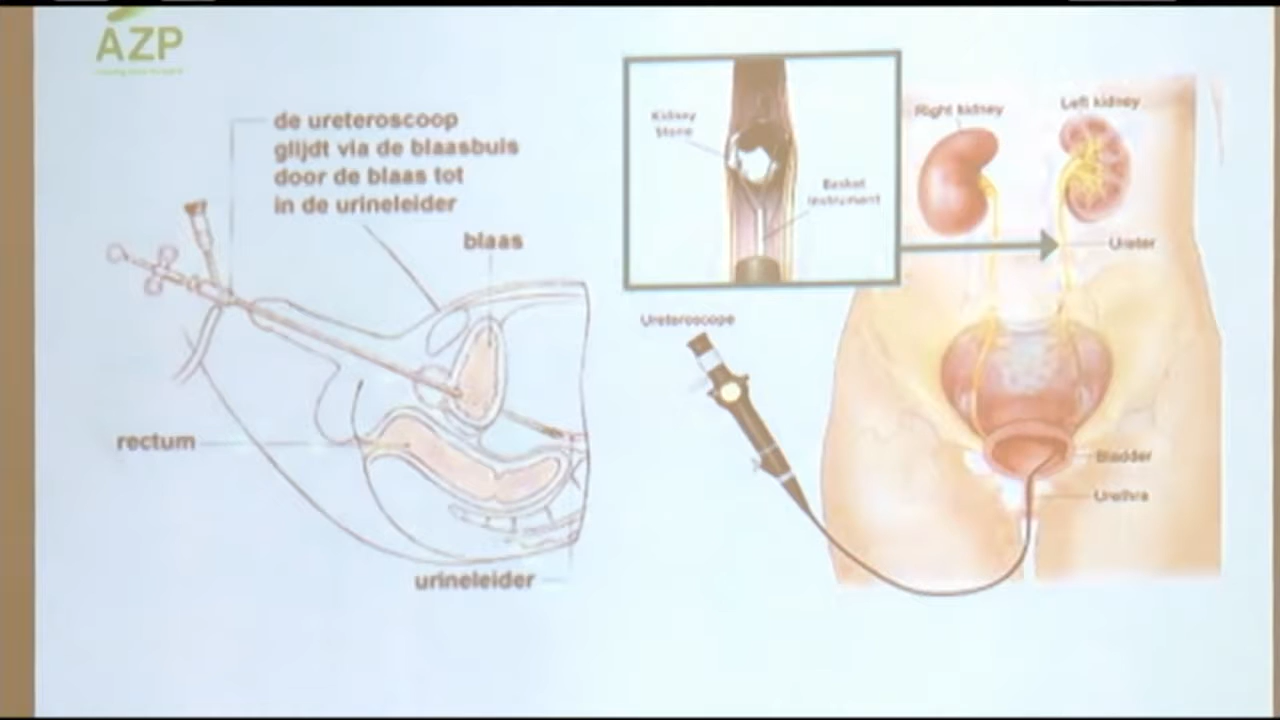 AZP
de ureteroscoop
glijdt via de blaasbuis
door de blaas tot
in de urineleider
blaas
rectum
urineleider
Kidney
Stone
Basket
Instrument
Right kidney
Left kidney
Ureter
Ureteroscope
Bladder
Urethra